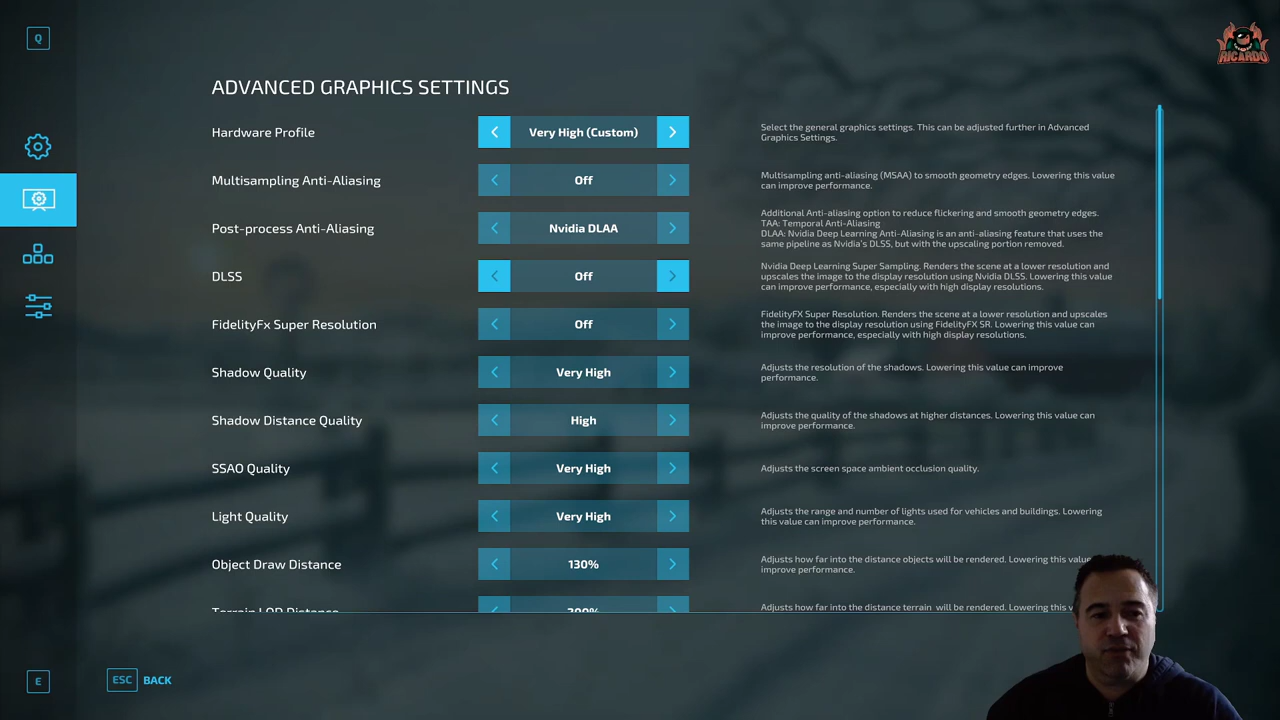 Q
RICARDO
ADVANCED GRAPHICS SETTINGS
Hardware Profile
Very High (Custom)
Select the general graphics settings. This can be adjusted further in Advanced
Graphics Settings.
Multisampling Anti-Aliasing
Off
Multisampling anti-aliasing (MSAA) to smooth geometry edges. Lowering this value
can improve performance.
Post-process Anti-Aliasing
Nvidia DLAA
Additional Anti-aliasing option to reduce flickering and smooth geometry edges.
TAA: Temporal Anti-Aliasing
DLAA: Nvidia Deep Learning Anti-Aliasing is an anti-aliasing feature that uses the
same pipeline as Nvidia's DLSS, but with the upscaling portion removed.
DLSS
Off
Nvidia Deep Learning Super Sampling. Renders the scene at a lower resolution and
upscales the image to the display resolution using Nvidia DLSS. Lowering this value
can improve performance, especially with high display resolutions.
FidelityFx Super Resolution
Off
FidelityFX Super Resolution. Renders the scene at a lower resolution and upscales
the image to the display resolution using FidelityFX SR. Lowering this value can
improve performance, especially with high display resolutions.
Shadow Quality
Very High
Adjusts the resolution of the shadows. Lowering this value can improve
performance.
Shadow Distance Quality
High
Adjusts the quality of the shadows at higher distances. Lowering this value can
improve performance.
SSAO Quality
Very High
Adjusts the screen space ambient occlusion quality.
Light Quality
Very High
Adjusts the range and number of lights used for vehicles and buildings. Lowering
this value can improve performance.
Object Draw Distance
130%
Adjusts how far into the distance objects will be rendered. Lowering this value
improve performance.
Terrain LOD Distance
200%
Adjusts how far into the distance terrain will be rendered. Lowering this
E
ESC BACK